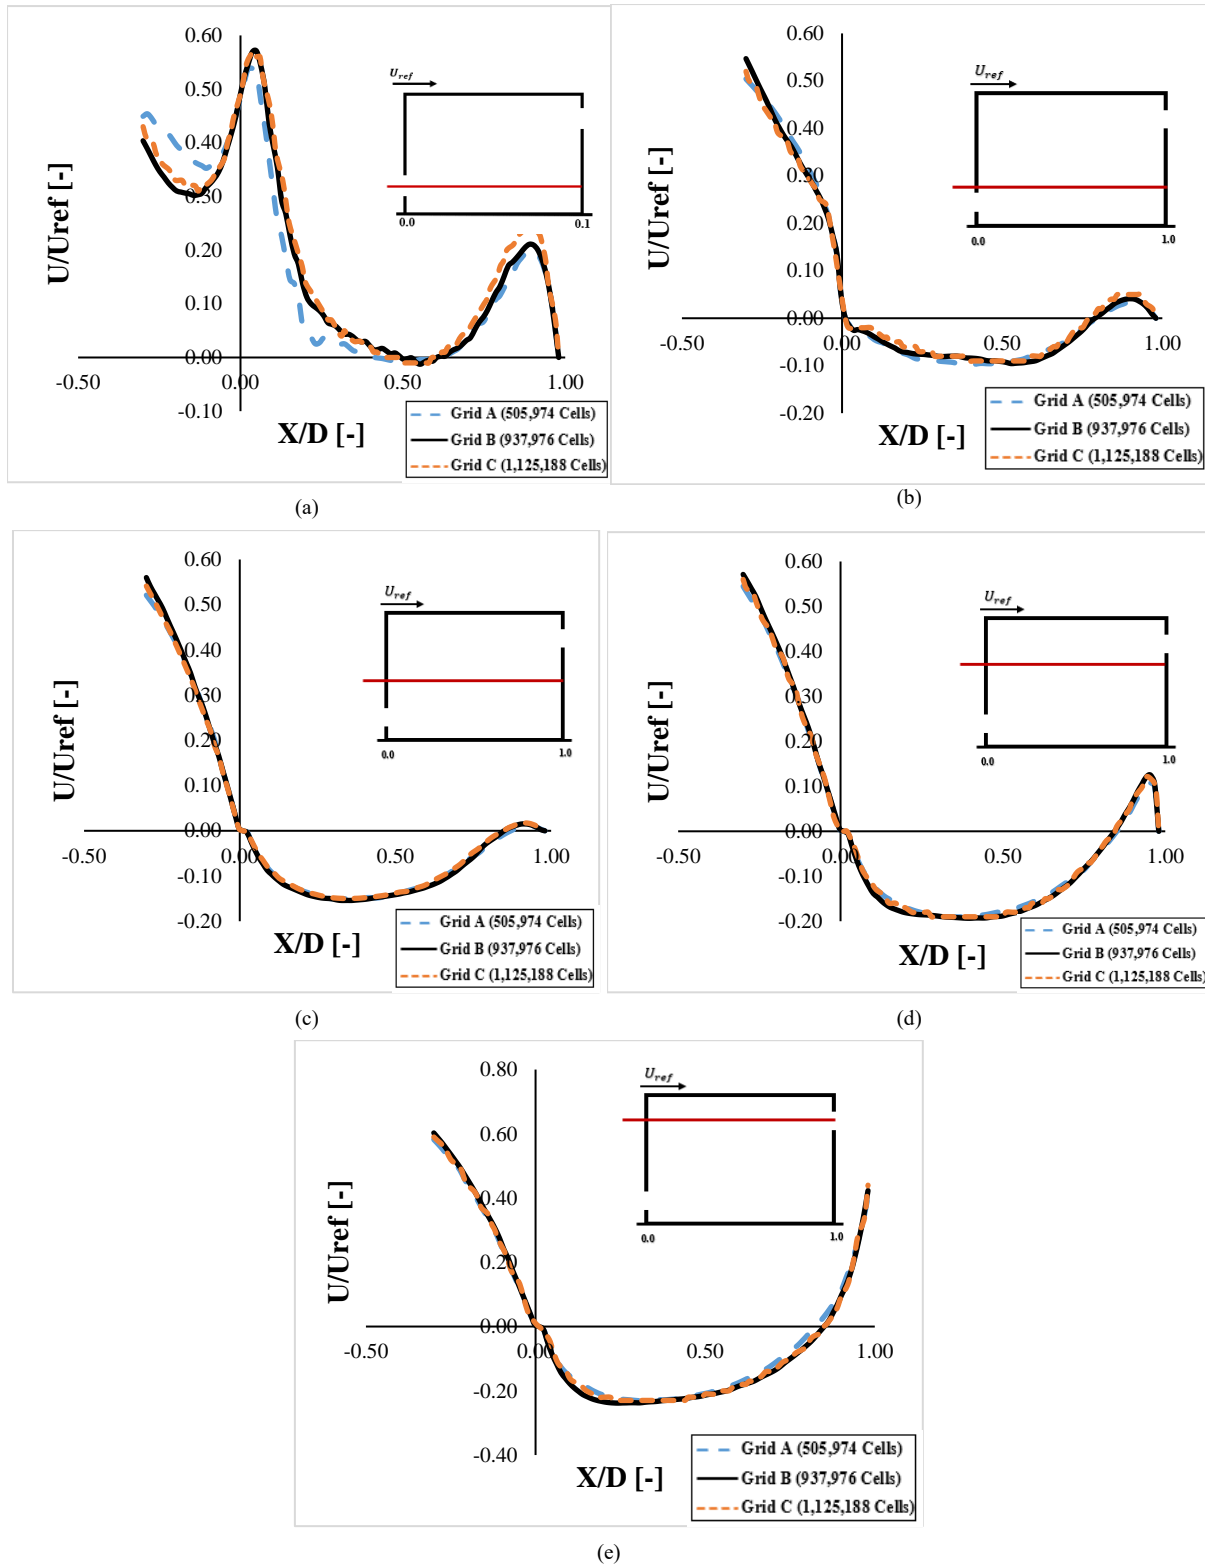 0.60
0.50
0.40
0.30
0.20
0.10
0.00
-0.10
-0.50
0.00
0.50
1.00
U/Uref [-]
X/D [-]
U_ref
0.0
0.1
Grid A (505,974 Cells)
Grid B (937,976 Cells)
Grid C (1,125,188 Cells)
(a)
0.60
0.50
0.40
0.30
0.20
0.10
0.00
-0.10
-0.20
-0.50
0.00
0.50
1.00
U/Uref [-]
X/D [-]
U_ref
0.0
1.0
Grid A (505,974 Cells)
Grid B (937,976 Cells)
Grid C (1,125,188 Cells)
(b)
0.60
0.50
0.40
0.30
0.20
0.10
0.00
-0.10
-0.20
-0.50
0.00
0.50
1.00
U/Uref [-]
X/D [-]
U_ref
0.0
1.0
Grid A (505,974 Cells)
Grid B (937,976 Cells)
Grid C (1,125,188 Cells)
(c)
0.60
0.50
0.40
0.30
0.20
0.10
0.00
-0.10
-0.20
-0.50
0.00
0.50
1.00
U/Uref [-]
X/D [-]
U_ref
0.0
1.0
Grid A (505,974 Cells)
Grid B (937,976 Cells)
Grid C (1,125,188 Cells)
(d)
0.80
0.60
0.40
0.20
0.00
-0.20
-0.40
-0.50
0.00
0.50
1.00
U/Uref [-]
X/D [-]
U_ref
0.0
1.0
Grid A (505,974 Cells)
Grid B (937,976 Cells)
Grid C (1,125,188 Cells)
(e)